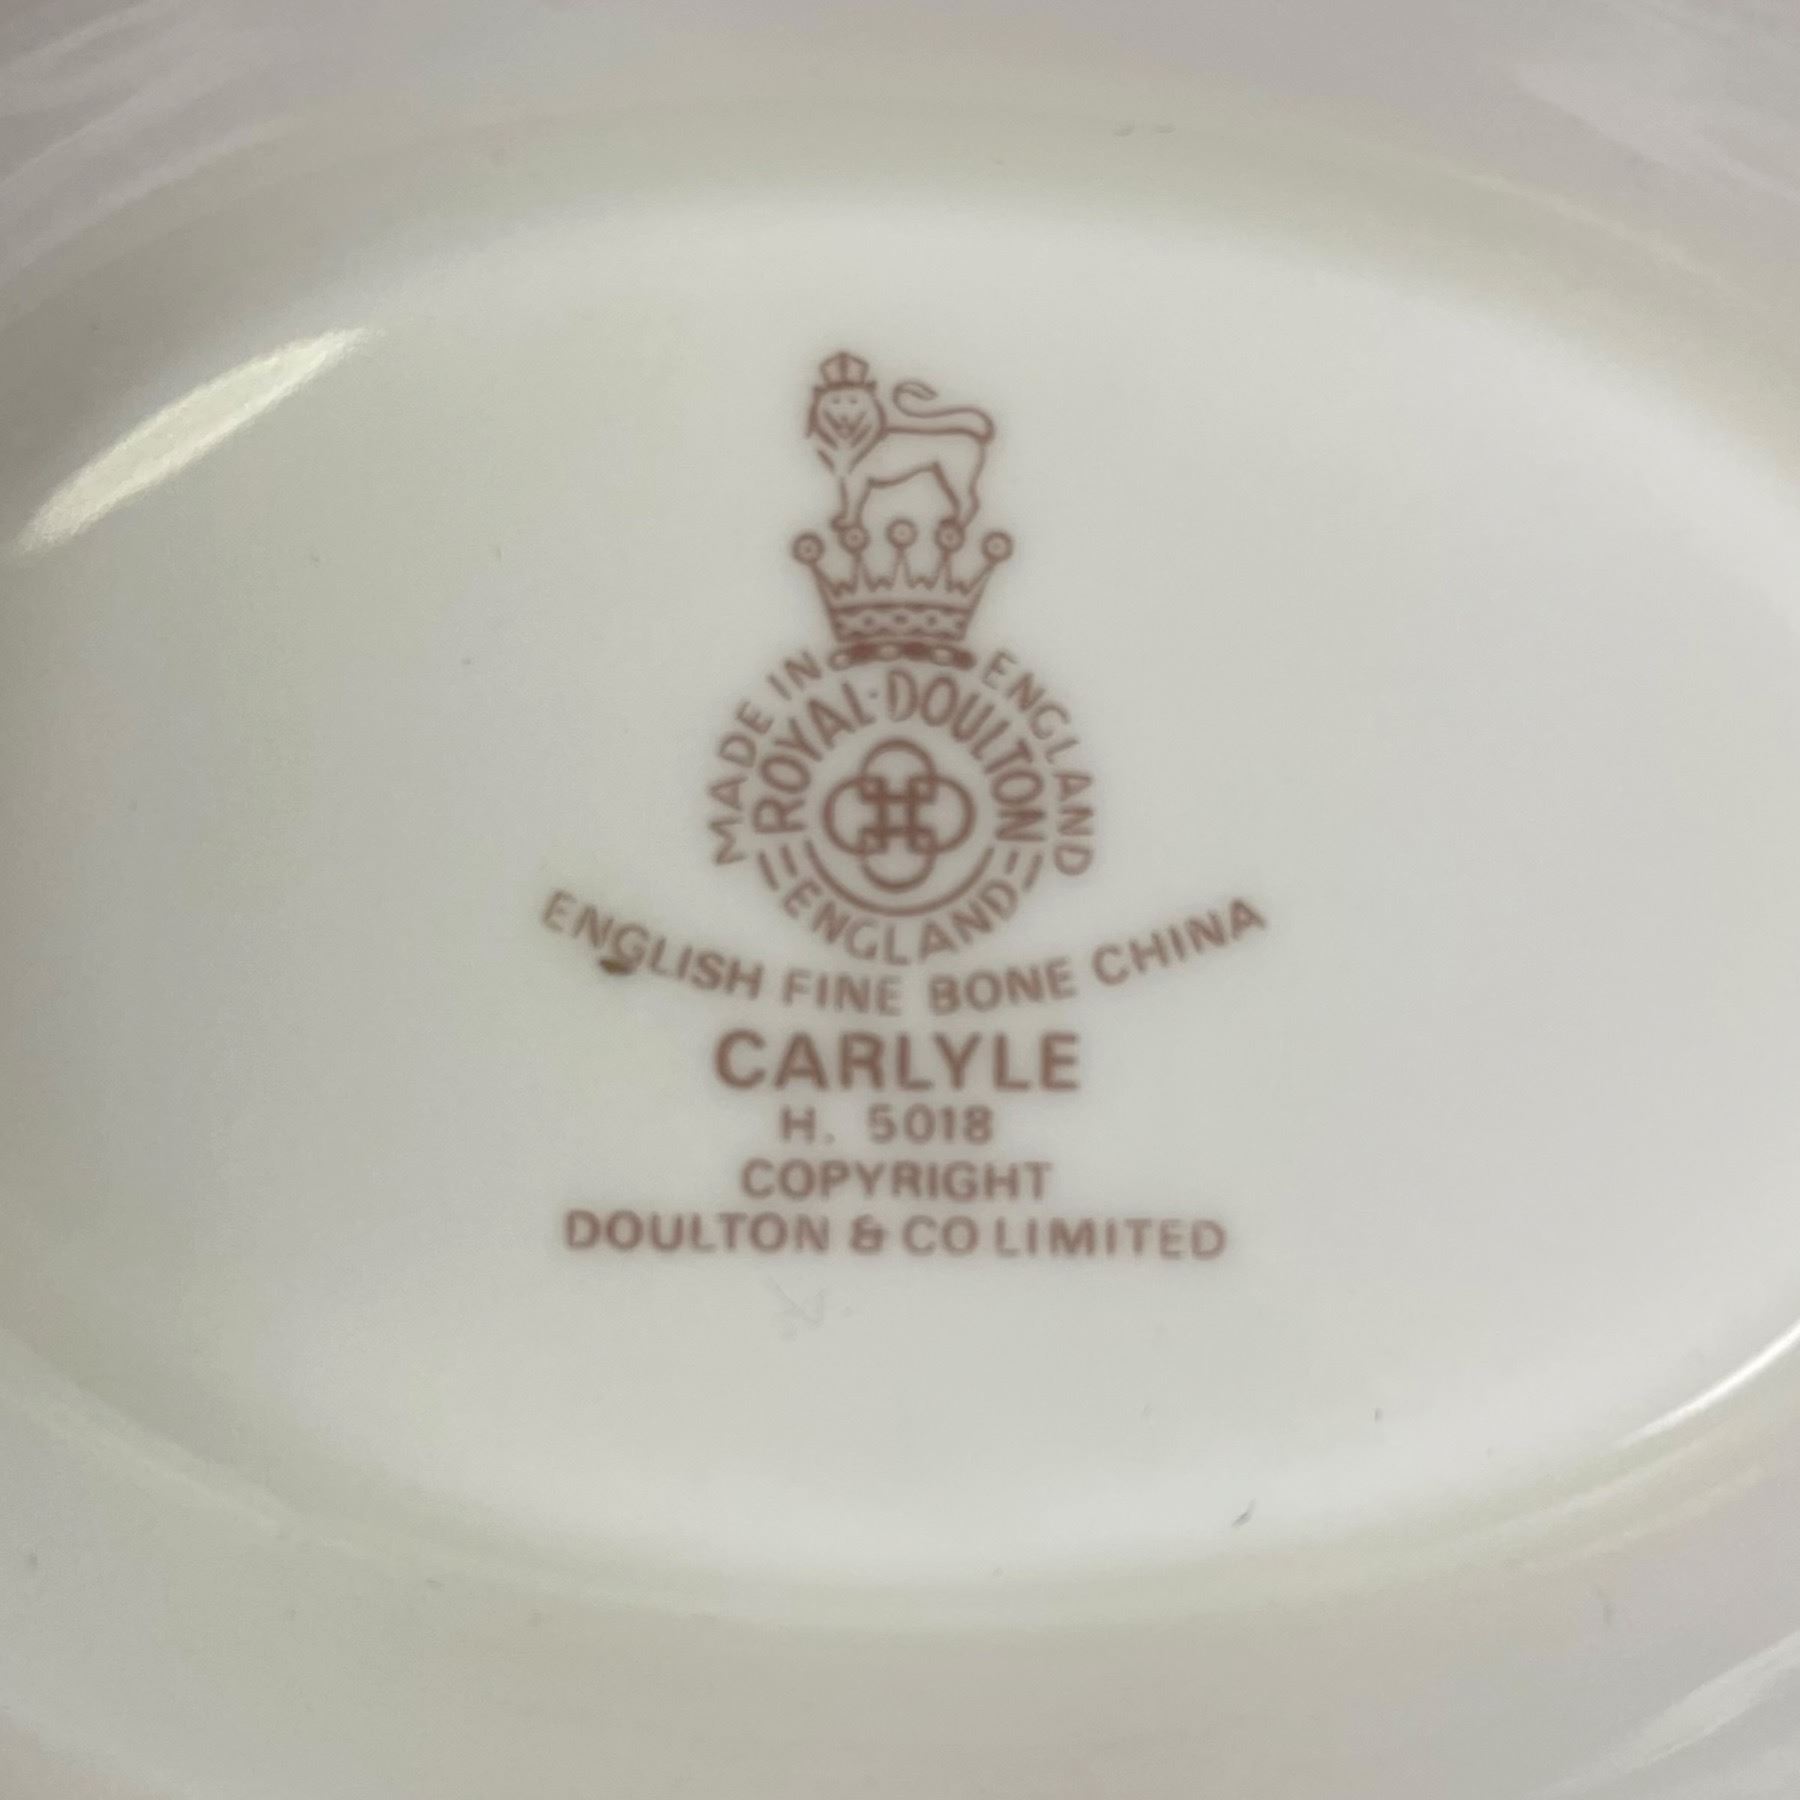 MADE IN ENGLAND
ROYAL·DOULTON
ENGLAND
ENGLISH FINE BONE CHINA
CARLYLE
H. 5018
COPYRIGHT
DOULTON & CO LIMITED